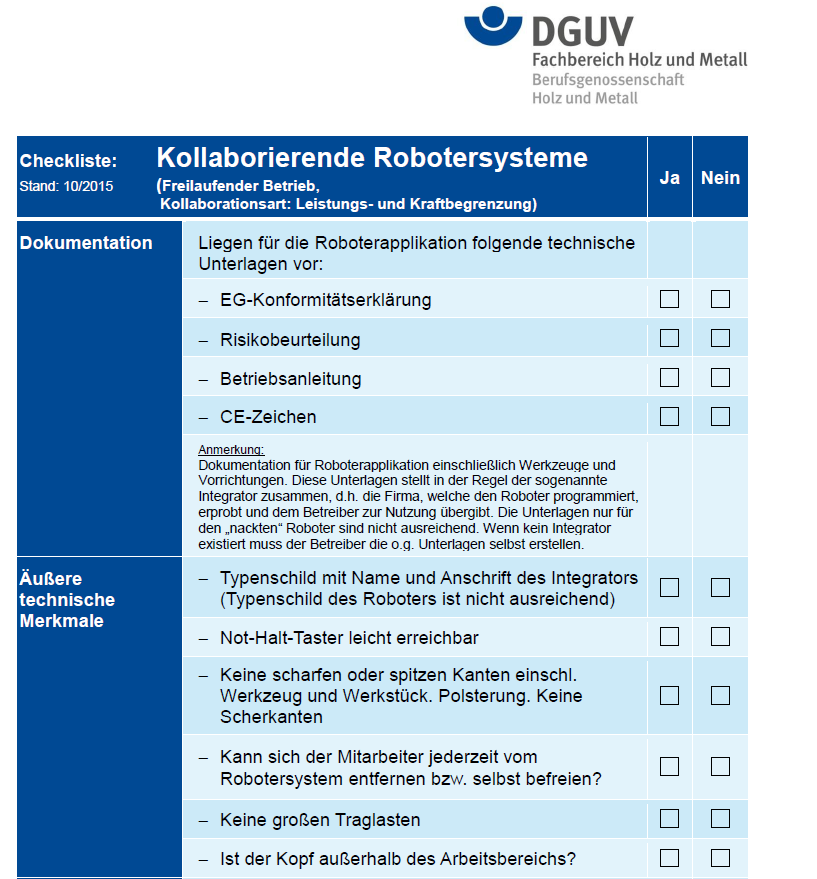 DGUV
Fachbereich Holz und Metall
Berufsgenossenschaft
Holz und Metall
Checkliste:
Stand: 10/2015
Kollaborierende Robotersysteme
(Freilaufender Betrieb,
Kollaborationsart: Leistungs- und Kraftbegrenzung)
Ja
Nein
Dokumentation
Liegen für die Roboterapplikation folgende technische
Unterlagen vor:
– EG-Konformitätserklärung
– Risikobeurteilung
– Betriebsanleitung
– CE-Zeichen
Anmerkung:
Dokumentation für Roboterapplikation einschließlich Werkzeuge und
Vorrichtungen. Diese Unterlagen stellt in der Regel der sogenannte
Integrator zusammen, d.h. die Firma, welche den Roboter programmiert,
erprobt und dem Betreiber zur Nutzung übergibt. Die Unterlagen nur für
den „nackten“ Roboter sind nicht ausreichend. Wenn kein Integrator
existiert muss der Betreiber die o.g. Unterlagen selbst erstellen.
Äußere
technische
Merkmale
– Typenschild mit Name und Anschrift des Integrators
(Typenschild des Roboters ist nicht ausreichend)
– Not-Halt-Taster leicht erreichbar
– Keine scharfen oder spitzen Kanten einschl.
Werkzeug und Werkstück. Polsterung. Keine
Scherkanten
– Kann sich der Mitarbeiter jederzeit vom
Robotersystem entfernen bzw. selbst befreien?
– Keine großen Traglasten
– Ist der Kopf außerhalb des Arbeitsbereichs?